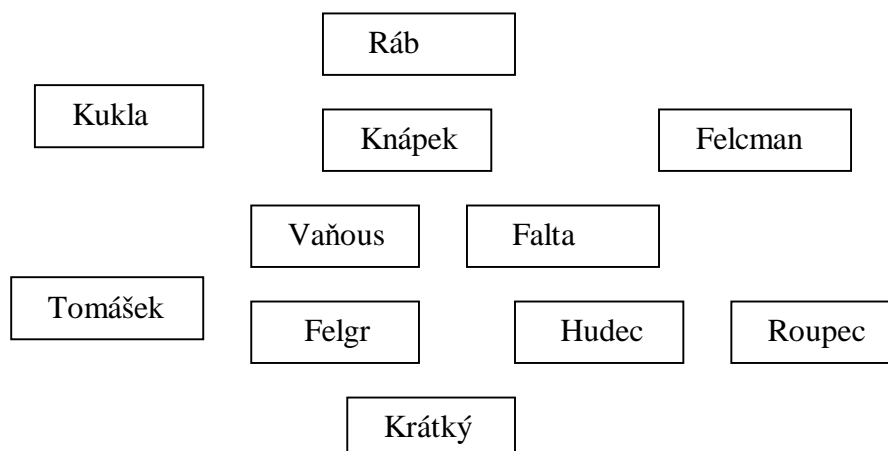 Ráb
Kukla
Knápek
Felcman
Vaňous
Falta
Tomášek
Felgr
Hudec
Roupec
Krátký